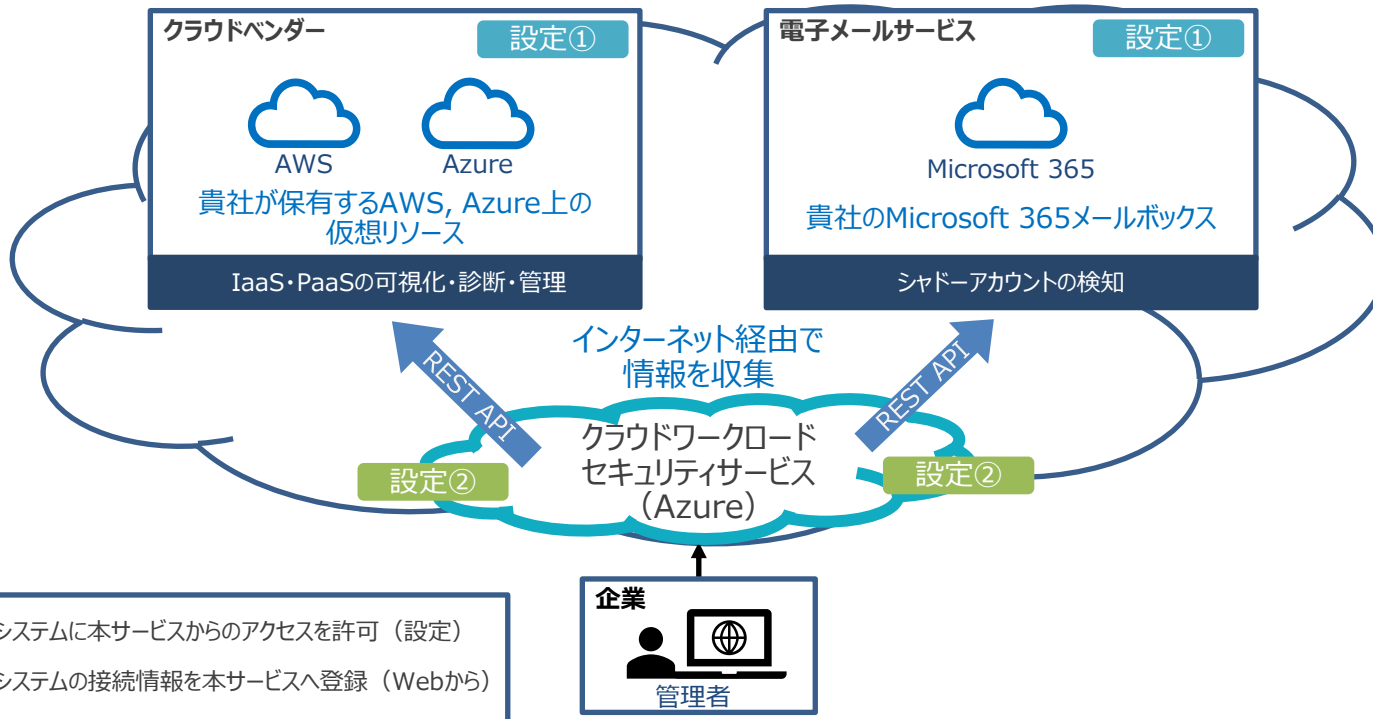 クラウドベンダー
設定①
AWS
Azure
貴社が保有するAWS, Azure上の
仮想リソース
IaaS・PaaSの可視化・診断・管理
電子メールサービス
設定①
Microsoft 365
貴社のMicrosoft 365メールボックス
シャドーアカウントの検知
インターネット経由で
情報を収集
REST API
REST API
クラウドワークロード
セキュリティサービス
（Azure）
設定②
設定②
企業
管理者
システムに本サービスからのアクセスを許可（設定）
システムの接続情報を本サービスへ登録（Webから）